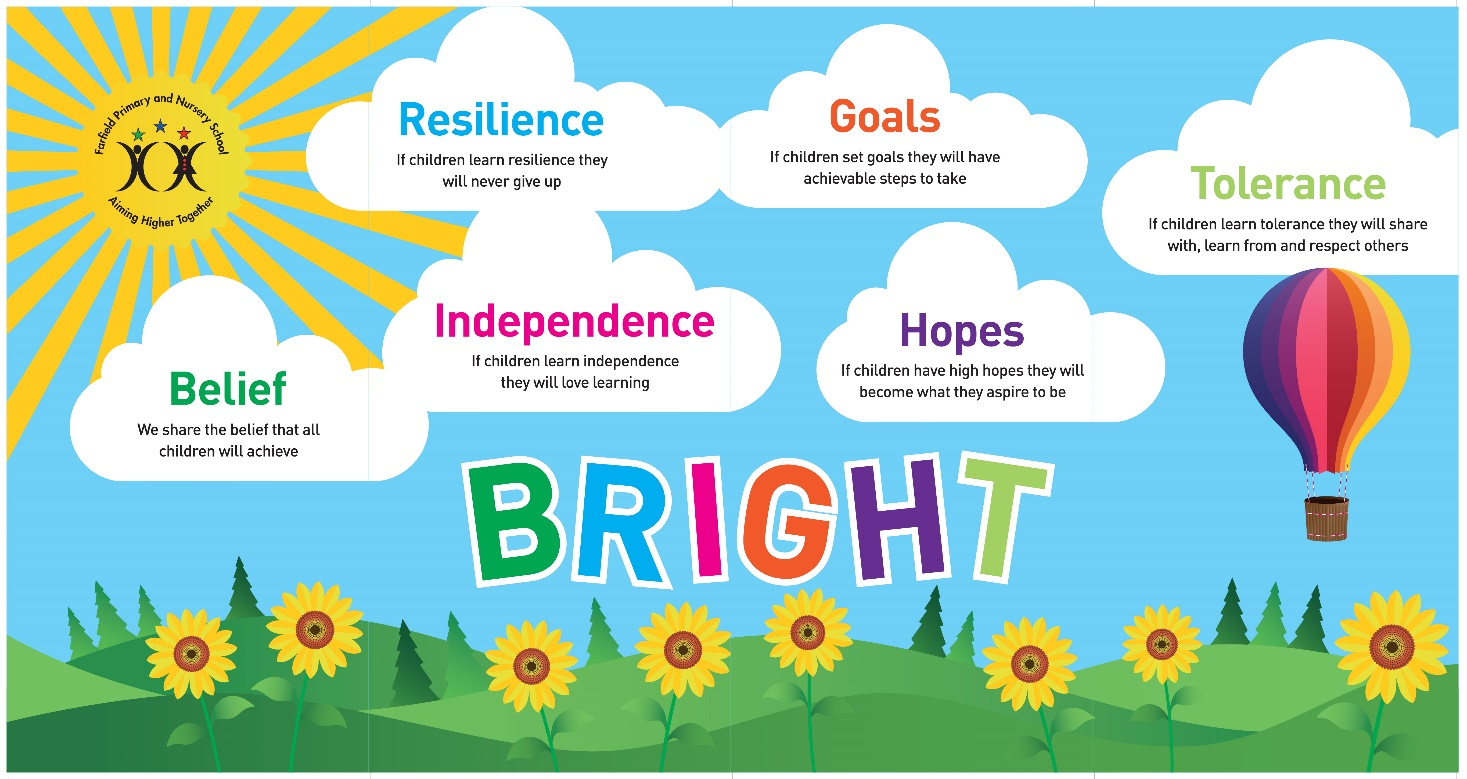 Farfield Primary and Nursery School
Aiming Higher Together
Resilience
If children learn resilience they
will never give up
Goals
If children set goals they will have
achievable steps to take
Tolerance
If children learn tolerance they will share
with, learn from and respect others
Independence
If children learn independence
they will love learning
Hopes
If children have high hopes they will
become what they aspire to be
Belief
We share the belief that all
children will achieve
BRIGHT